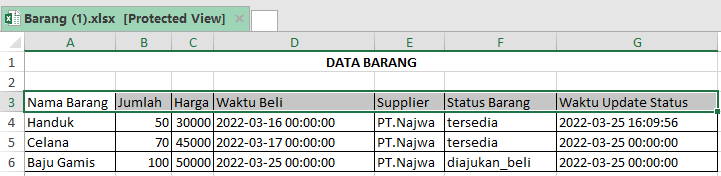 Barang (1).xlsx [Protected View] ×
A B C D E F G
1 DATA BARANG
2
3 Nama Barang Jumlah Harga Waktu Beli Supplier Status Barang Waktu Update Status
4 Handuk 50 30000 2022-03-16 00:00:00 PT.Najwa tersedia 2022-03-25 16:09:56
5 Celana 70 45000 2022-03-17 00:00:00 PT.Najwa tersedia 2022-03-25 00:00:00
6 Baju Gamis 100 50000 2022-03-25 00:00:00 PT.Najwa diajukan_beli 2022-03-25 00:00:00